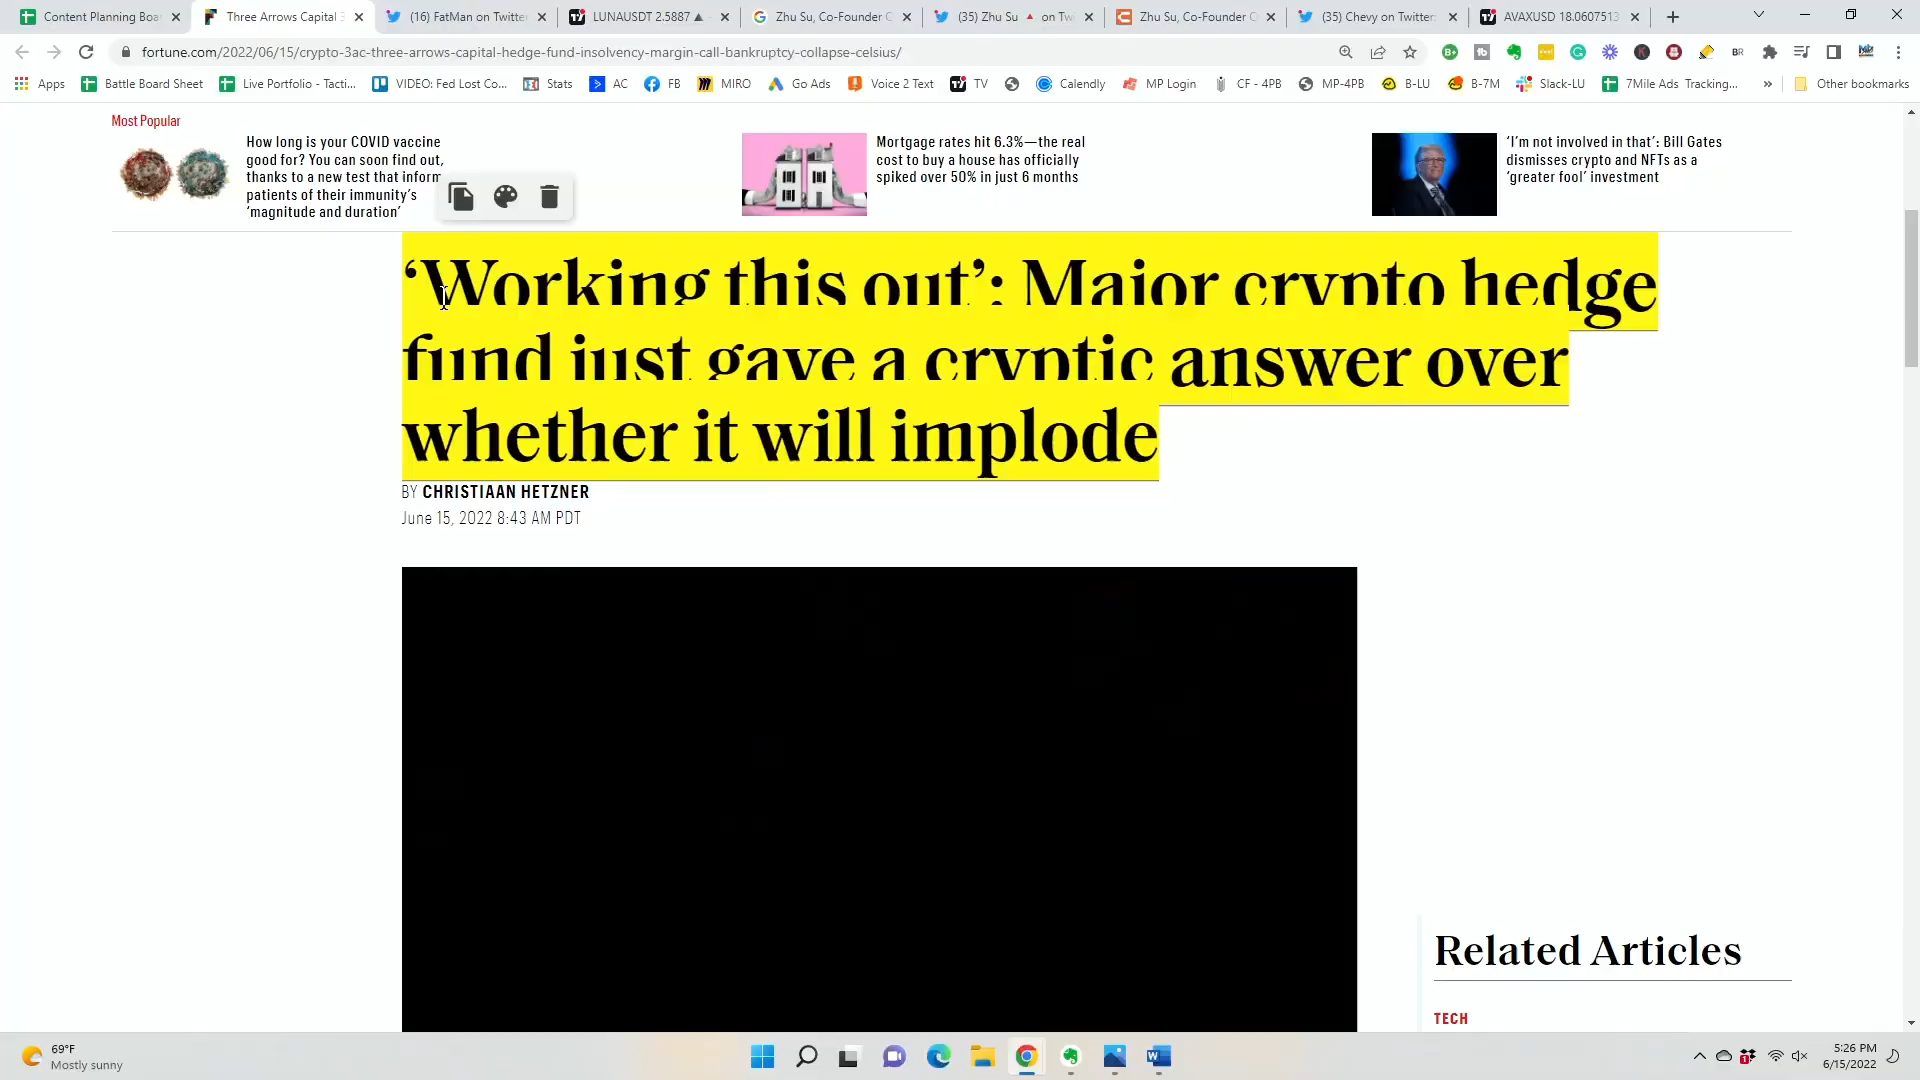 Content Planning Boa
Three Arrows Capital 3
(16) FatMan on Twitte
LUNAUSDT 2.5887 ▲
Zhu Su, Co-Founder C
(35) Zhu Su 🔺 on Tw
Zhu Su, Co-Founder C
(35) Chevy on Twitter
AVAXUSD 18.0607513
fortune.com/2022/06/15/crypto-3ac-three-arrows-capital-hedge-fund-insolvency-margin-call-bankruptcy-collapse-celsius/
Apps
Battle Board Sheet
Live Portfolio - Tacti...
VIDEO: Fed Lost Co...
Stats
AC
FB
MIRO
Go Ads
Voice 2 Text
TV
Calendly
MP Login
CF - 4PB
MP-4PB
B-LU
B-7M
Slack-LU
7Mile Ads Tracking...
»
Other bookmarks
Most Popular
How long is your COVID vaccine
good for? You can soon find out,
thanks to a new test that inform
patients of their immunity's
'magnitude and duration'
Mortgage rates hit 6.3%—the real
cost to buy a house has officially
spiked over 50% in just 6 months
'I'm not involved in that': Bill Gates
dismisses crypto and NFTs as a
'greater fool' investment
'Working this out': Major crypto hedge
fund just gave a cryptic answer over
whether it will implode
BY CHRISTIAAN HETZNER
June 15, 2022 8:43 AM PDT
Related Articles
TECH
69°F
Mostly sunny
5:26 PM
6/15/2022